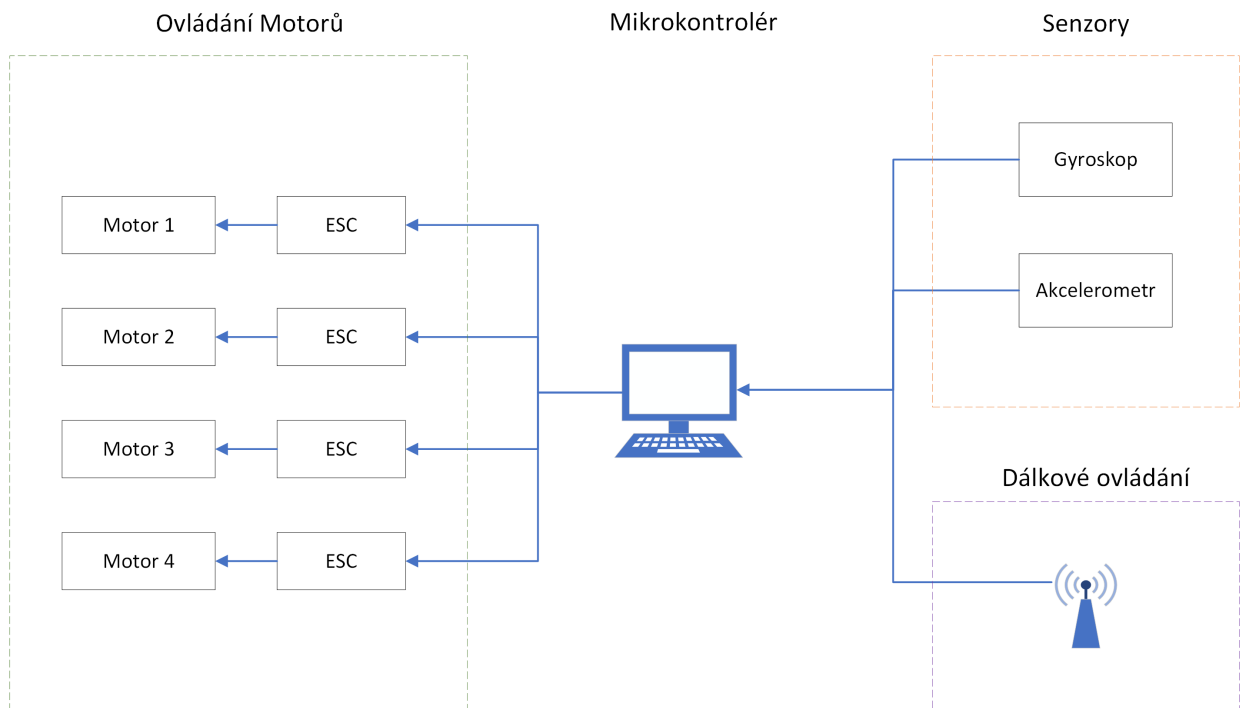 Ovládání Motorů
Mikrokontrolér
Senzory
Gyroskop
Motor 1
ESC
Akcelerometr
Motor 2
ESC
Motor 3
ESC
Dálkové ovládání
Motor 4
ESC